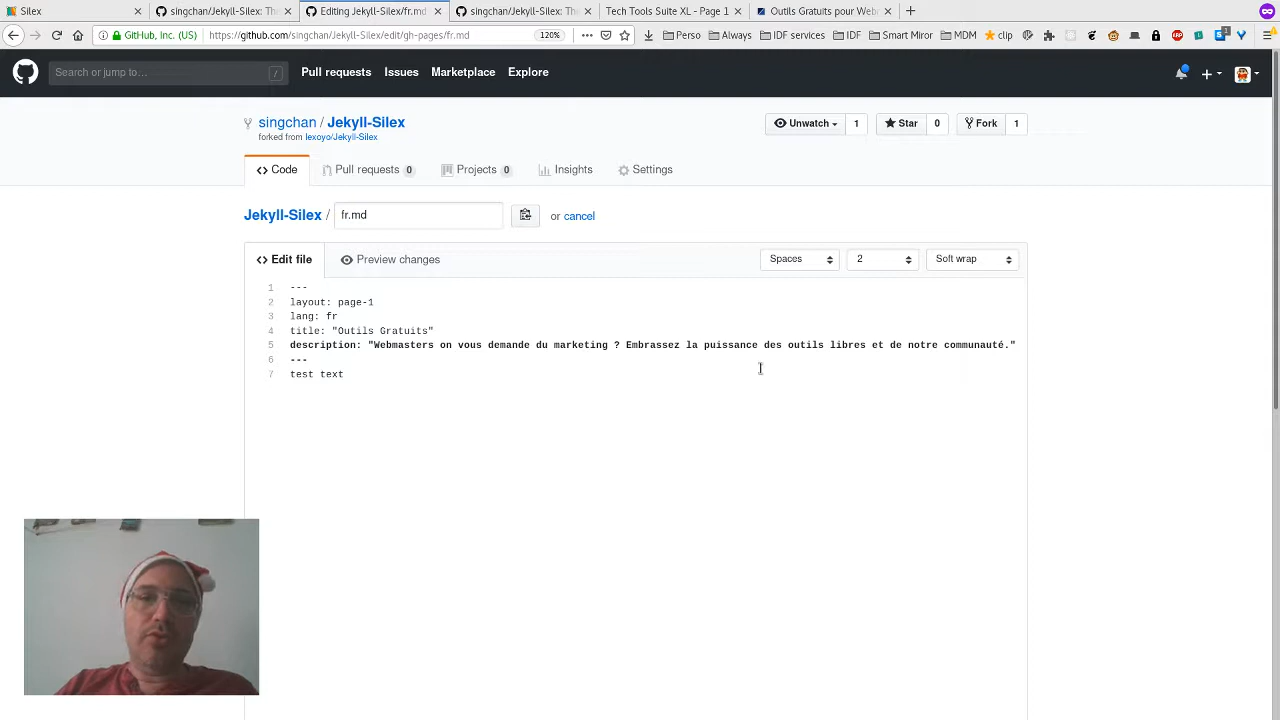 Silex
singchan/Jekyll-Silex: The
Editing Jekyll-Silex/fr.md
singchan/Jekyll-Silex: The
Tech Tools Suite XL - Page 1
Outils Gratuits pour Web
GitHub, Inc. (US)
https://github.com/singchan/Jekyll-Silex/edit/gh-pages/fr.md
120%
Perso
Always
IDF services
IDF
Smart Miror
MDM
clip
Search or jump to…
/
Pull requests
Issues
Marketplace
Explore
singchan / Jekyll-Silex
forked from lexoyo/Jekyll-Silex
Unwatch
1
Star
0
Fork
1
Code
Pull requests 0
Projects 0
Insights
Settings
Jekyll-Silex / fr.md or cancel
Edit file
Preview changes
Spaces
2
Soft wrap
1 ---
2 layout: page-1
3 lang: fr
4 title: "Outils Gratuits"
5 description: "Webmasters on vous demande du marketing ? Embrassez la puissance des outils libres et de notre communauté."
6 ---
7 test text